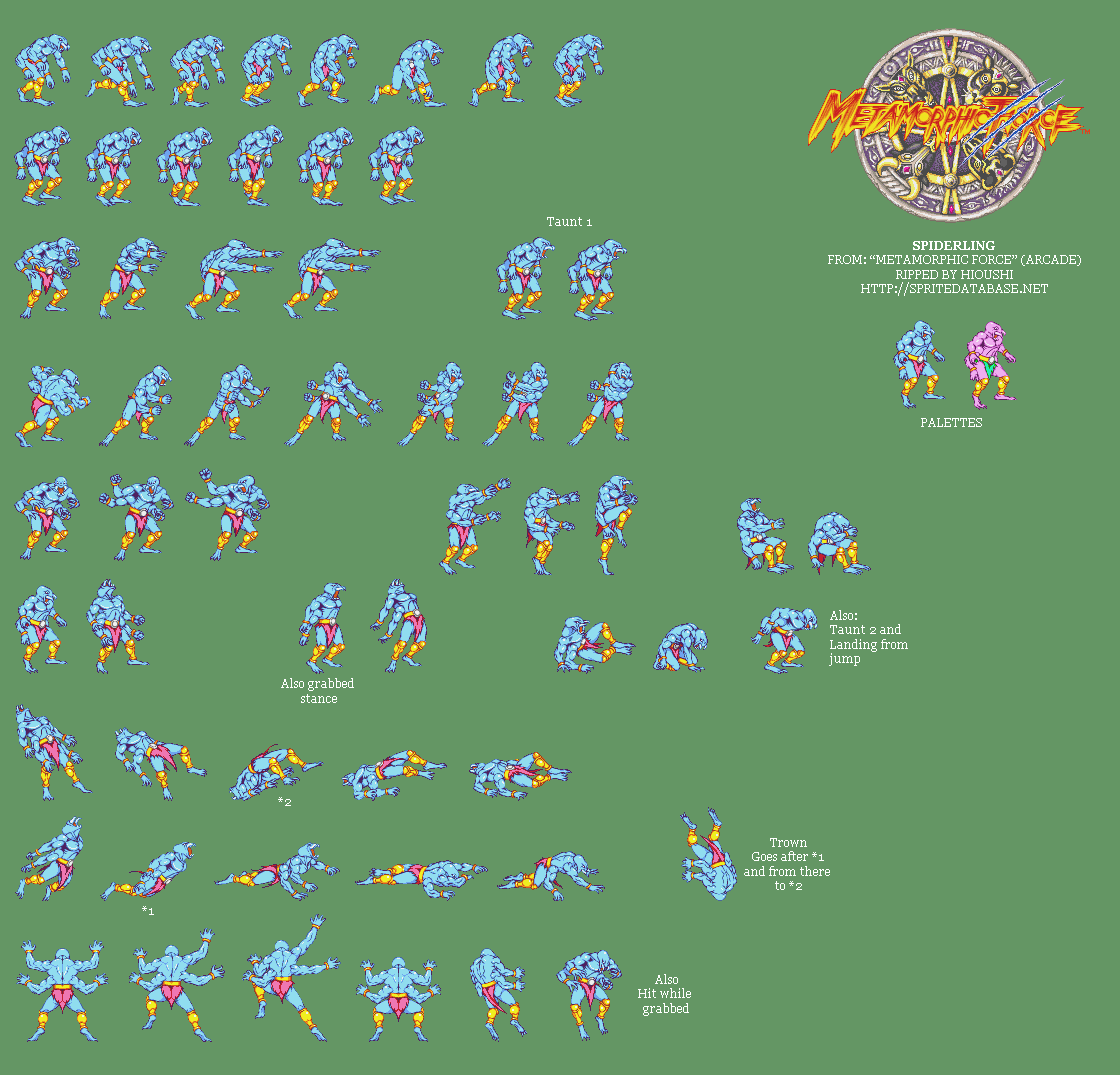 METAMORPHIC FORCE™
Taunt 1
SPIDERLING
FROM: “METAMORPHIC FORCE” (ARCADE)
RIPPED BY HIOUSHI
HTTP://SPRITEDATABASE.NET
PALETTES
Also:
Taunt 2 and
Landing from
jump
Also grabbed
stance
*2
Trown
Goes after *1
and from there
to *2
*1
Also
Hit while
grabbed